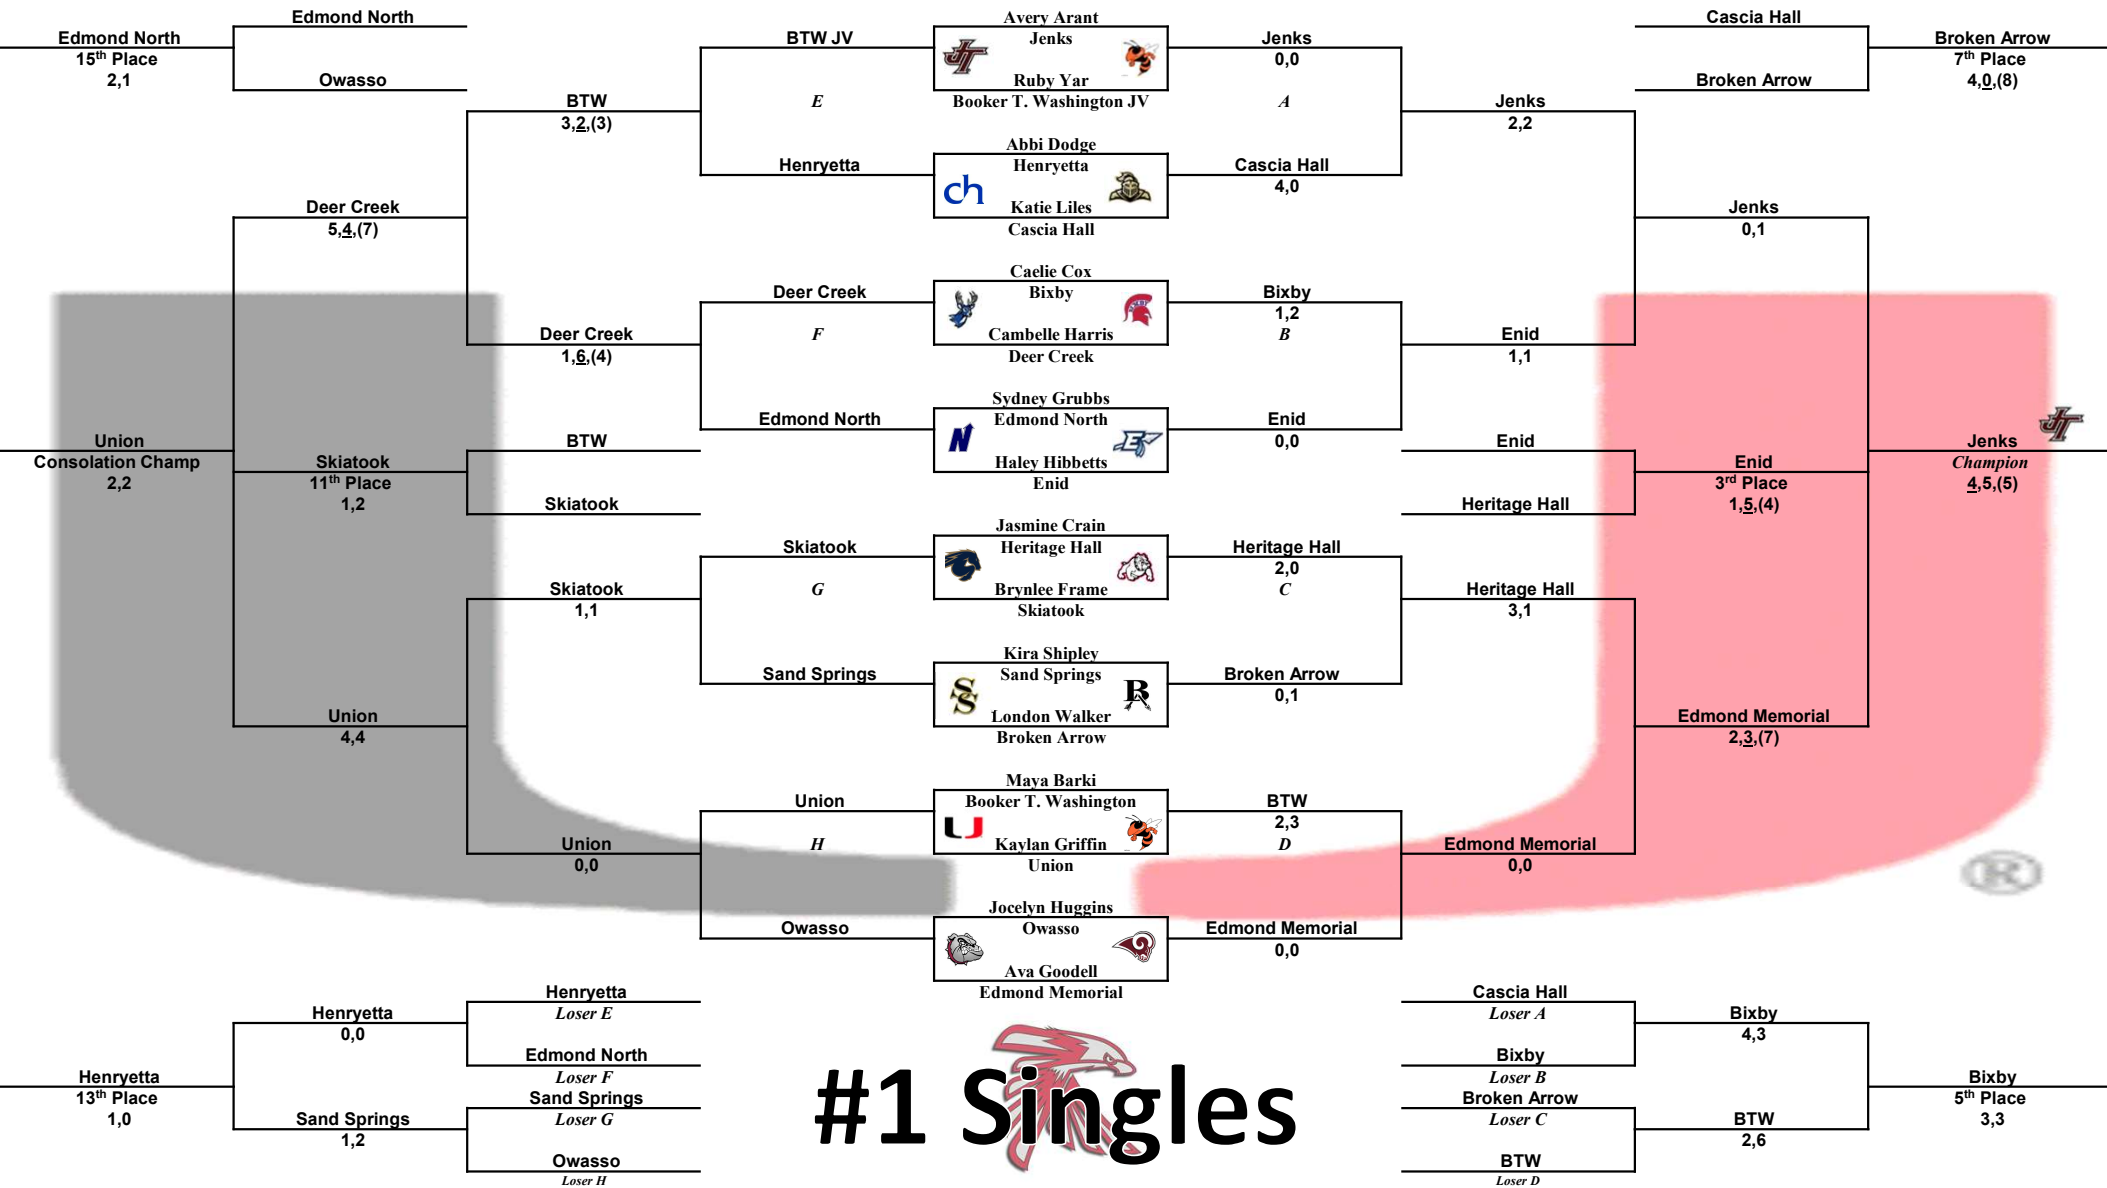 Edmond North
Edmond North
15th Place
2,1
Owasso
BTW JV
Avery Arant
Jenks
Ruby Yar
Booker T. Washington JV
Jenks
0,0
Cascia Hall
Broken Arrow
Broken Arrow
7th Place
4,0,(8)
BTW
3,2,(3)
E
A
Jenks
2,2
Henryetta
Abbi Dodge
Henryetta
ch
Katie Liles
Cascia Hall
Cascia Hall
4,0
Deer Creek
5,4,(7)
Jenks
0,1
Deer Creek
Caelie Cox
Bixby
Cambelle Harris
Deer Creek
Bixby
1,2
B
Deer Creek
1,6,(4)
F
Enid
1,1
Edmond North
Sydney Grubbs
Edmond North
N
E
Haley Hibbetts
Enid
Enid
0,0
Union
Consolation Champ
2,2
BTW
Skiatook
11th Place
1,2
Skiatook
Enid
Enid
3rd Place
1,5,(4)
Heritage Hall
JT
Jenks
Champion
4,5,(5)
Skiatook
Jasmine Crain
Heritage Hall
Brynlee Frame
Skiatook
Heritage Hall
2,0
C
Skiatook
1,1
G
Heritage Hall
3,1
Sand Springs
Kira Shipley
Sand Springs
SS
London Walker
Broken Arrow
Broken Arrow
0,1
Union
4,4
Edmond Memorial
2,3,(7)
Union
Maya Barki
Booker T. Washington
Kaylan Griffin
Union
BTW
2,3
D
Union
0,0
H
Edmond Memorial
0,0
®
Owasso
Jocelyn Huggins
Owasso
Ava Goodell
Edmond Memorial
Edmond Memorial
0,0
Henryetta
Loser E
Henryetta
0,0
Edmond North
Loser F
Henryetta
13th Place
1,0
Sand Springs
Loser G
Sand Springs
1,2
Owasso
Loser H
#1 Singles
Cascia Hall
Loser A
Bixby
4,3
Bixby
Loser B
Bixby
5th Place
3,3
Broken Arrow
Loser C
BTW
2,6
BTW
Loser D